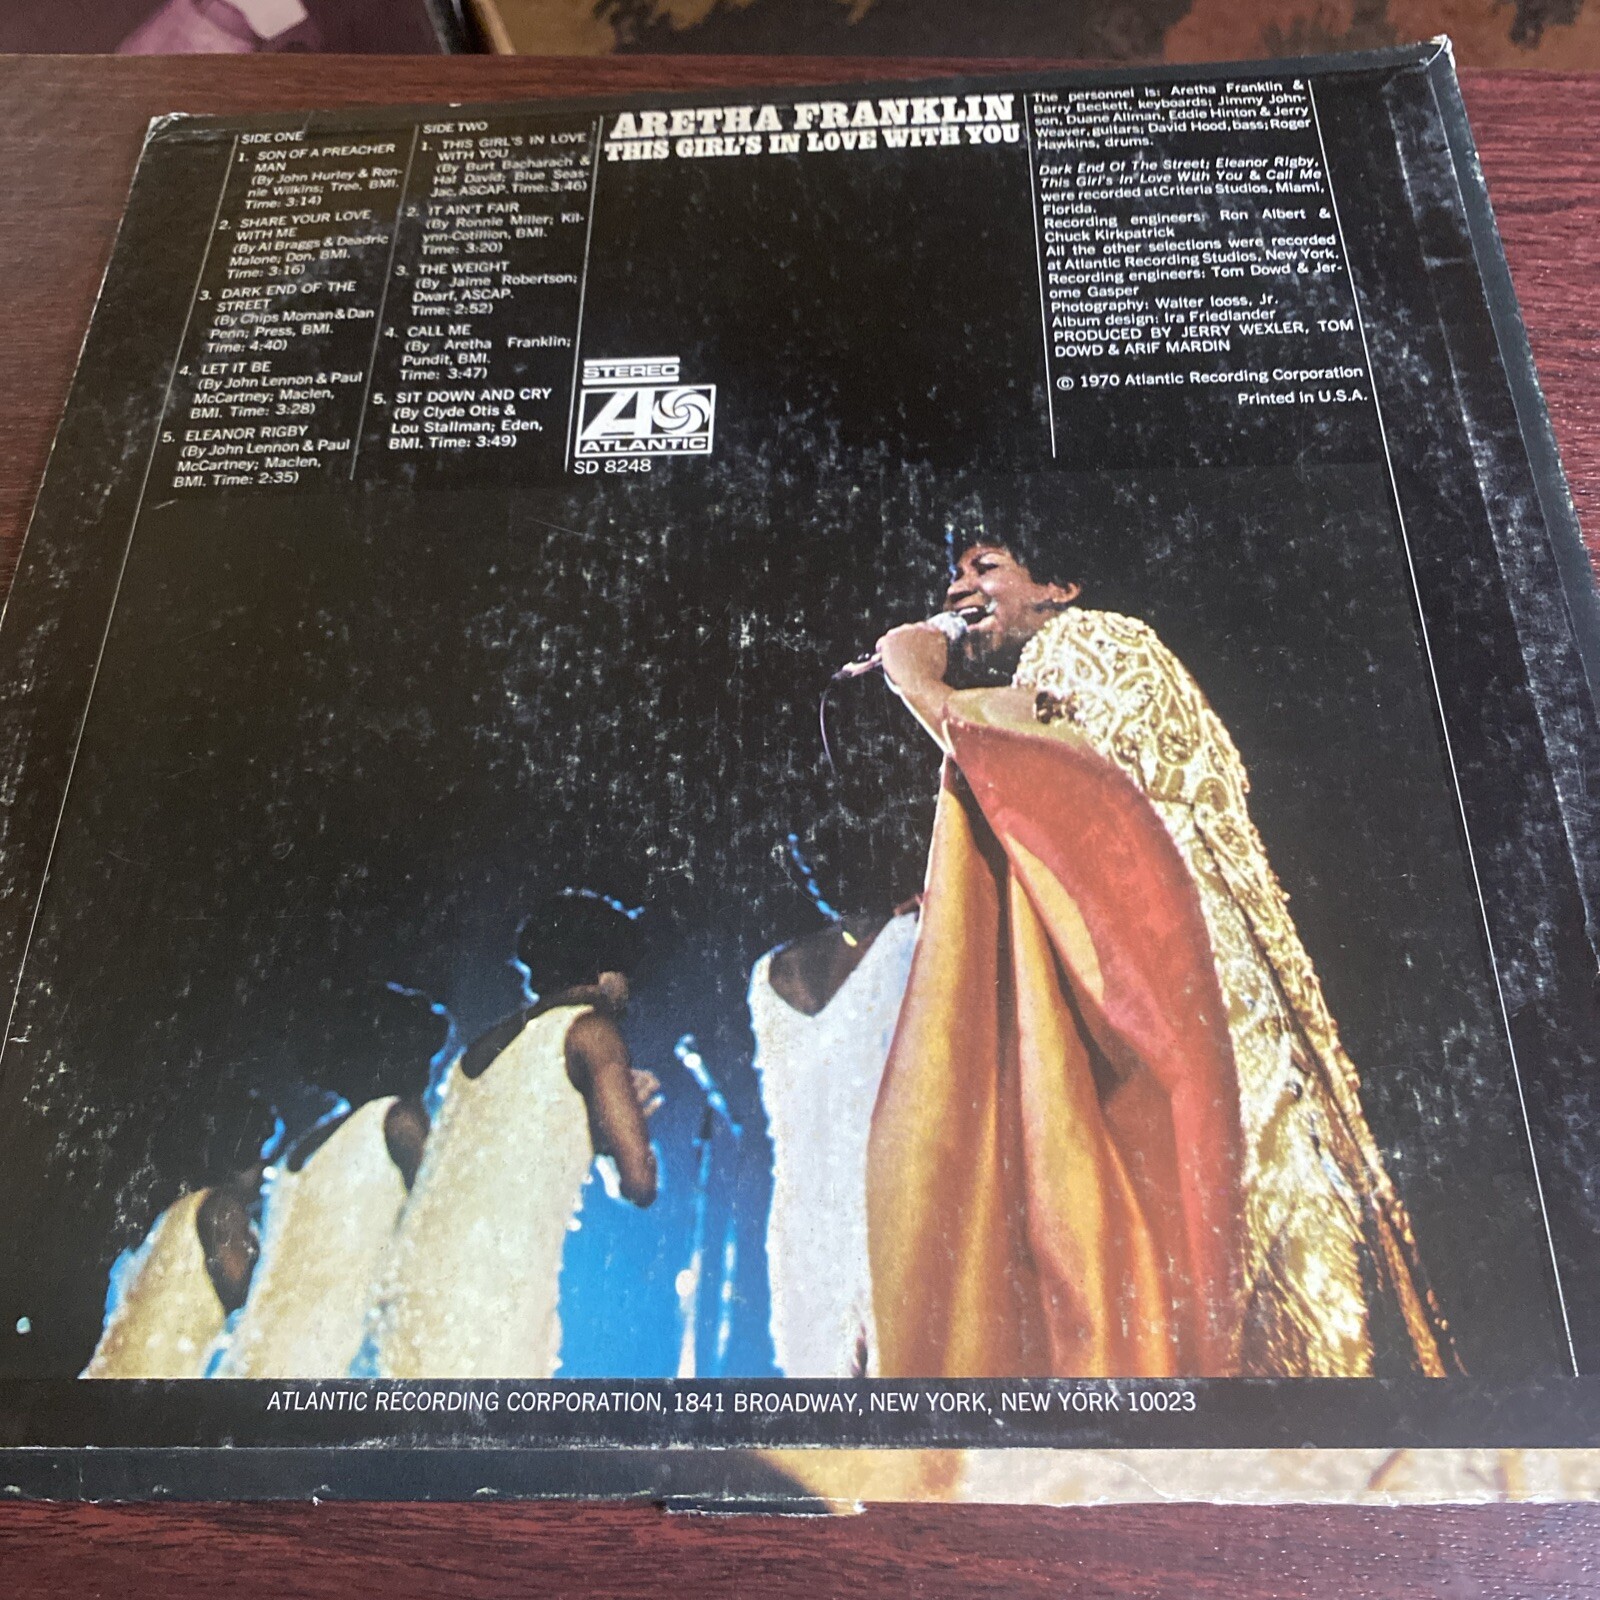 SIDE ONE
1. SON OF A PREACHER
MAN
(By John Hurley & Ron-
nie Wilkins; Tree, BMI.
Time: 3:14)
2. SHARE YOUR LOVE
WITH ME
(By Al Braggs & Deadric
Malone; Don, BMI.
Time: 3:16)
3. DARK END OF THE
STREET
(By Chips Moman & Dan
Penn; Press, BMI.
Time: 4:40)
4. LET IT BE
(By John Lennon & Paul
McCartney; Maclen,
BMI. Time: 3:28)
5. ELEANOR RIGBY
(By John Lennon & Paul
McCartney; Maclen,
BMI. Time: 2:35)
SIDE TWO
1. THIS GIRL'S IN LOVE
WITH YOU
(By Burt Bacharach &
Hal David; Blue Seas-
Jac, ASCAP. Time: 3:46)
2. IT AIN'T FAIR
(By Ronnie Miller; Kil-
ynn-Cotillion, BMI.
Time: 3:20)
3. THE WEIGHT
(By Jaime Robertson;
Dwarf, ASCAP.
Time: 2:52)
4. CALL ME
(By Aretha Franklin;
Pundit, BMI.
Time: 3:47)
5. SIT DOWN AND CRY
(By Clyde Otis &
Lou Stallman; Eden,
BMI. Time: 3:49)
ARETHA FRANKLIN
THIS GIRL'S IN LOVE WITH YOU
STEREO
A
ATLANTIC
SD 8248
The personnel is: Aretha Franklin &
Barry Beckett, keyboards; Jimmy John-
son, Duane Allman, Eddie Hinton & Jerry
Weaver, guitars; David Hood, bass; Roger
Hawkins, drums.
Dark End Of The Street; Eleanor Rigby,
This Girl's In Love With You & Call Me
were recorded at Criteria Studios, Miami,
Florida.
Recording engineers: Ron Albert &
Chuck Kirkpatrick
All the other selections were recorded
at Atlantic Recording Studios, New York.
Recording engineers: Tom Dowd & Jer-
ome Gasper
Photography: Walter Iooss, Jr.
Album design: Ira Friedlander
PRODUCED BY JERRY WEXLER, TOM
DOWD & ARIF MARDIN
© 1970 Atlantic Recording Corporation
Printed in U.S.A.
ATLANTIC RECORDING CORPORATION, 1841 BROADWAY, NEW YORK, NEW YORK 10023